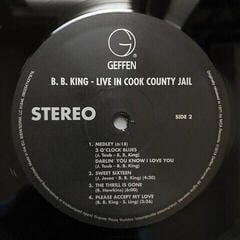 G
GEFFEN
B. B. KING - LIVE IN COOK COUNTY JAIL
STEREO
SIDE 2
1. MEDLEY (6:18)
3 O'CLOCK BLUES
(J. Taub - B. B. King)
DARLIN' YOU KNOW I LOVE YOU
(J. Taub - B. B. King)
2. SWEET SIXTEEN
(J. Josea - B. B. King) (4:20)
3. THE THRILL IS GONE
(R. Hawkins) (6:00)
4. PLEASE ACCEPT MY LOVE
(B. B. King - S. Ling) (3:26)